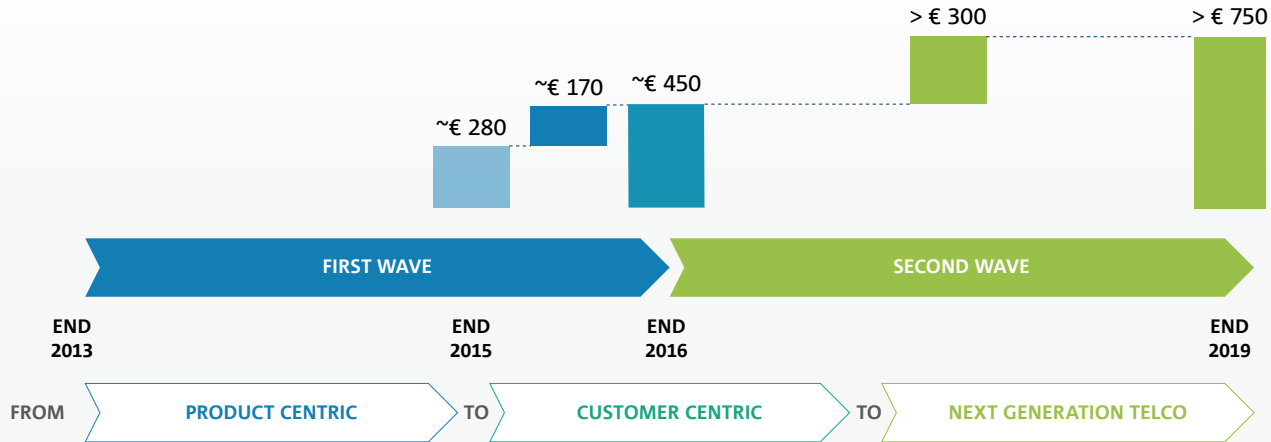 > € 300
> € 750
~€ 170
~€ 450
~€ 280
FIRST WAVE
SECOND WAVE
END
2013
END
2015
END
2016
END
2019
FROM
PRODUCT CENTRIC
TO
CUSTOMER CENTRIC
TO
NEXT GENERATION TELCO